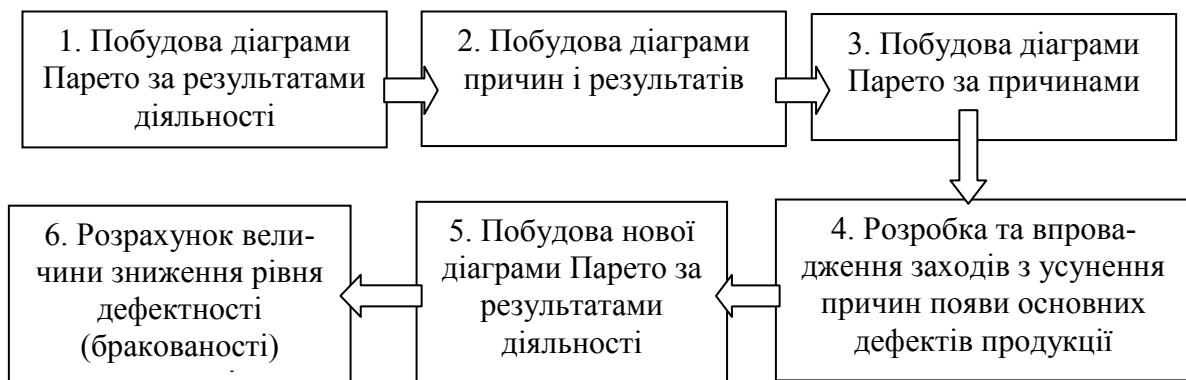 1. Побудова діаграми
Парето за результатами
діяльності
2. Побудова діаграми
причин і результатів
3. Побудова діаграми
Парето за причинами
4. Розробка та впрова-
дження заходів з усунення
причин появи основних
дефектів продукції
5. Побудова нової
діаграми Парето за
результатами
діяльності
6. Розрахунок вели-
чини зниження рівня
дефектності
(бракованості)